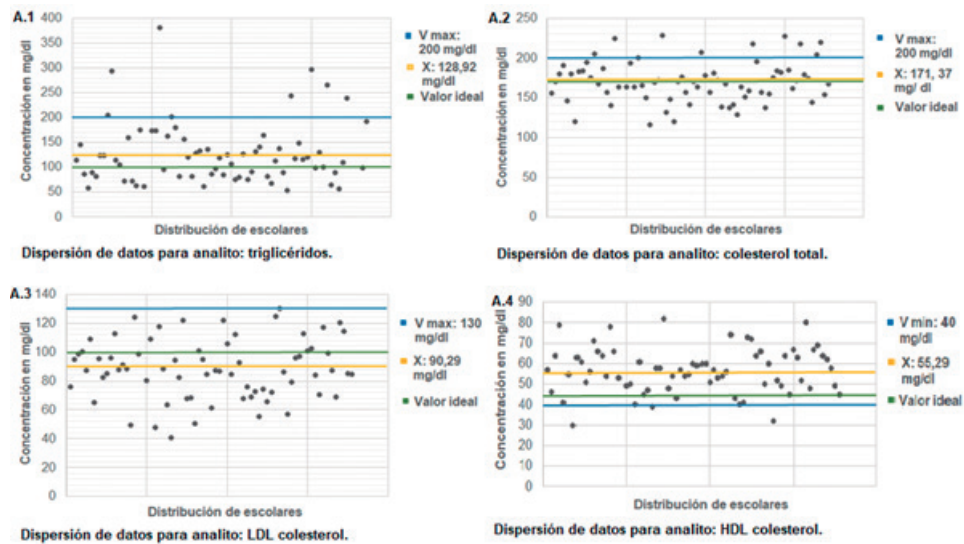 A.1
400
350
300
250
200
150
100
50
0
Concentración en mg/dl
V max:
200 mg/dl
X: 128,92
mg/dl
Valor ideal
Distribución de escolares
Dispersión de datos para analito: triglicéridos.
A.2
250
200
150
100
50
0
Concentración en mg/dl
V max:
200 mg/dl
X: 171, 37
mg/ dl
Valor ideal
Distribución de escolares
Dispersión de datos para analito: colesterol total.
A.3
140
120
100
80
60
40
20
0
Concentración en mg/dl
V max: 130
mg/dl
X: 90,29
mg/dl
Valor ideal
Distribución de escolares
Dispersión de datos para analito: LDL colesterol.
A.4
90
80
70
60
50
40
30
20
10
0
Concentración en mg/dl
V min: 40
mg/dl
X: 55,29
mg/dl
Valor ideal
Distribución de escolares
Dispersión de datos para analito: HDL colesterol.